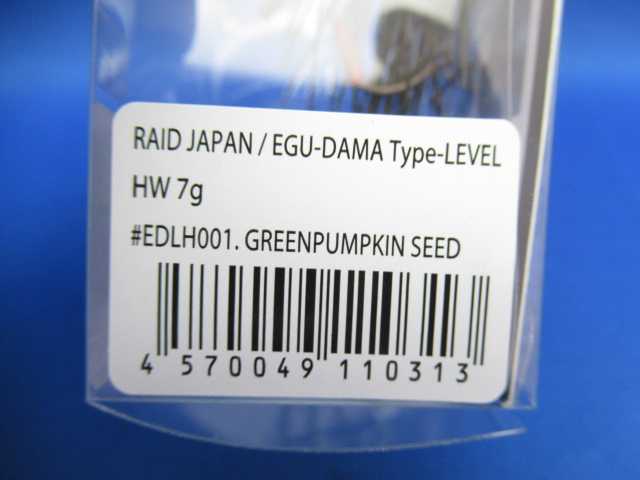 RAID JAPAN / EGU-DAMA Type-LEVEL
HW 7g
#EDLH001. GREENPUMPKIN SEED
4 570049 110313